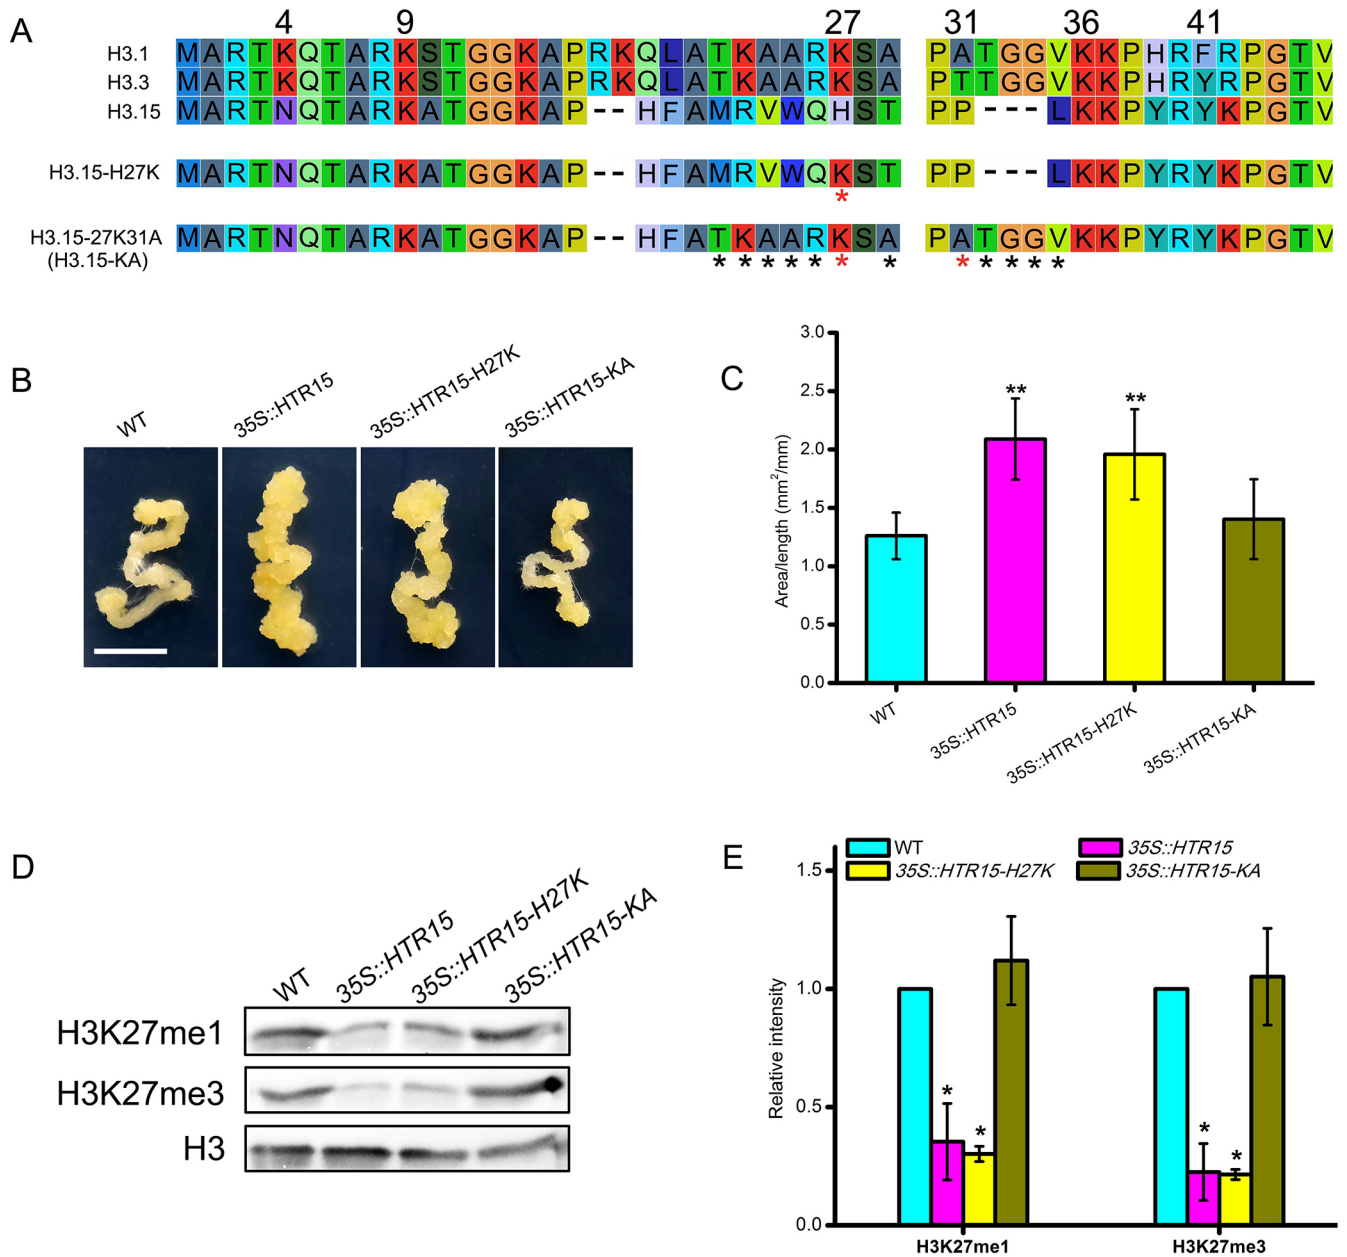 A
4 9 27 31 36 41
H3.1 MARTKQTARKSTGGKAPRKQLATKAARKSA PATGGVKKPHRFRPGTV
H3.3 MARTKQTARKSTGGKAPRKQLATKAARKSA PTTGGVKKPHRYRPGTV
H3.15 MARTNQTARKATGGKAP--HFAMRVWQHST PP---LKKPYRYKPGTV
H3.15-H27K MARTNQTARKATGGKAP--HFAMRVWQKST PP---LKKPYRYKPGTV
*
H3.15-27K31A MARTNQTARKATGGKAP--HFATKAARKSA PATGGVKKPYRYKPGTV
(H3.15-KA) * * * * * * * * * * * *
B
WT 35S::HTR15 35S::HTR15-H27K 35S::HTR15-KA
C
Area/length (mm²/mm)
3.0
2.5
2.0
1.5
1.0
0.5
0.0
** **
WT 35S::HTR15 35S::HTR15-H27K 35S::HTR15-KA
D
WT 35S::HTR15 35S::HTR15-H27K 35S::HTR15-KA
H3K27me1
H3K27me3
H3
E
WT 35S::HTR15
35S::HTR15-H27K 35S::HTR15-KA
Relative intensity
1.5
1.0
0.5
0.0
* * * *
H3K27me1 H3K27me3